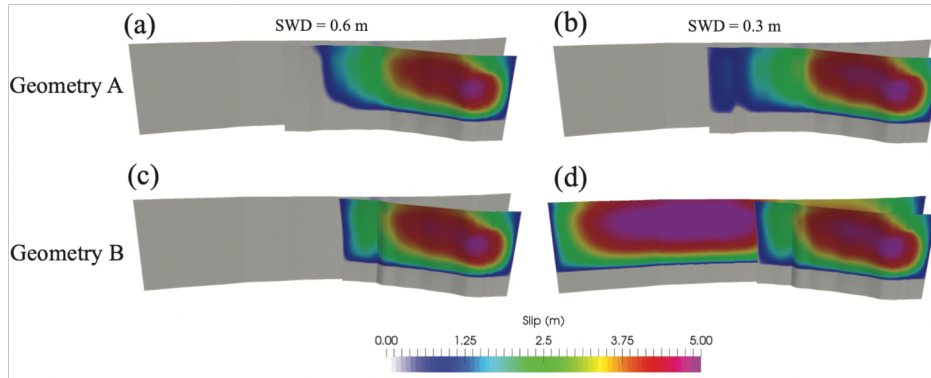 (a) SWD = 0.6 m (b) SWD = 0.3 m
Geometry A
(c) (d)
Geometry B
Slip (m)
0.00 1.25 2.5 3.75 5.00